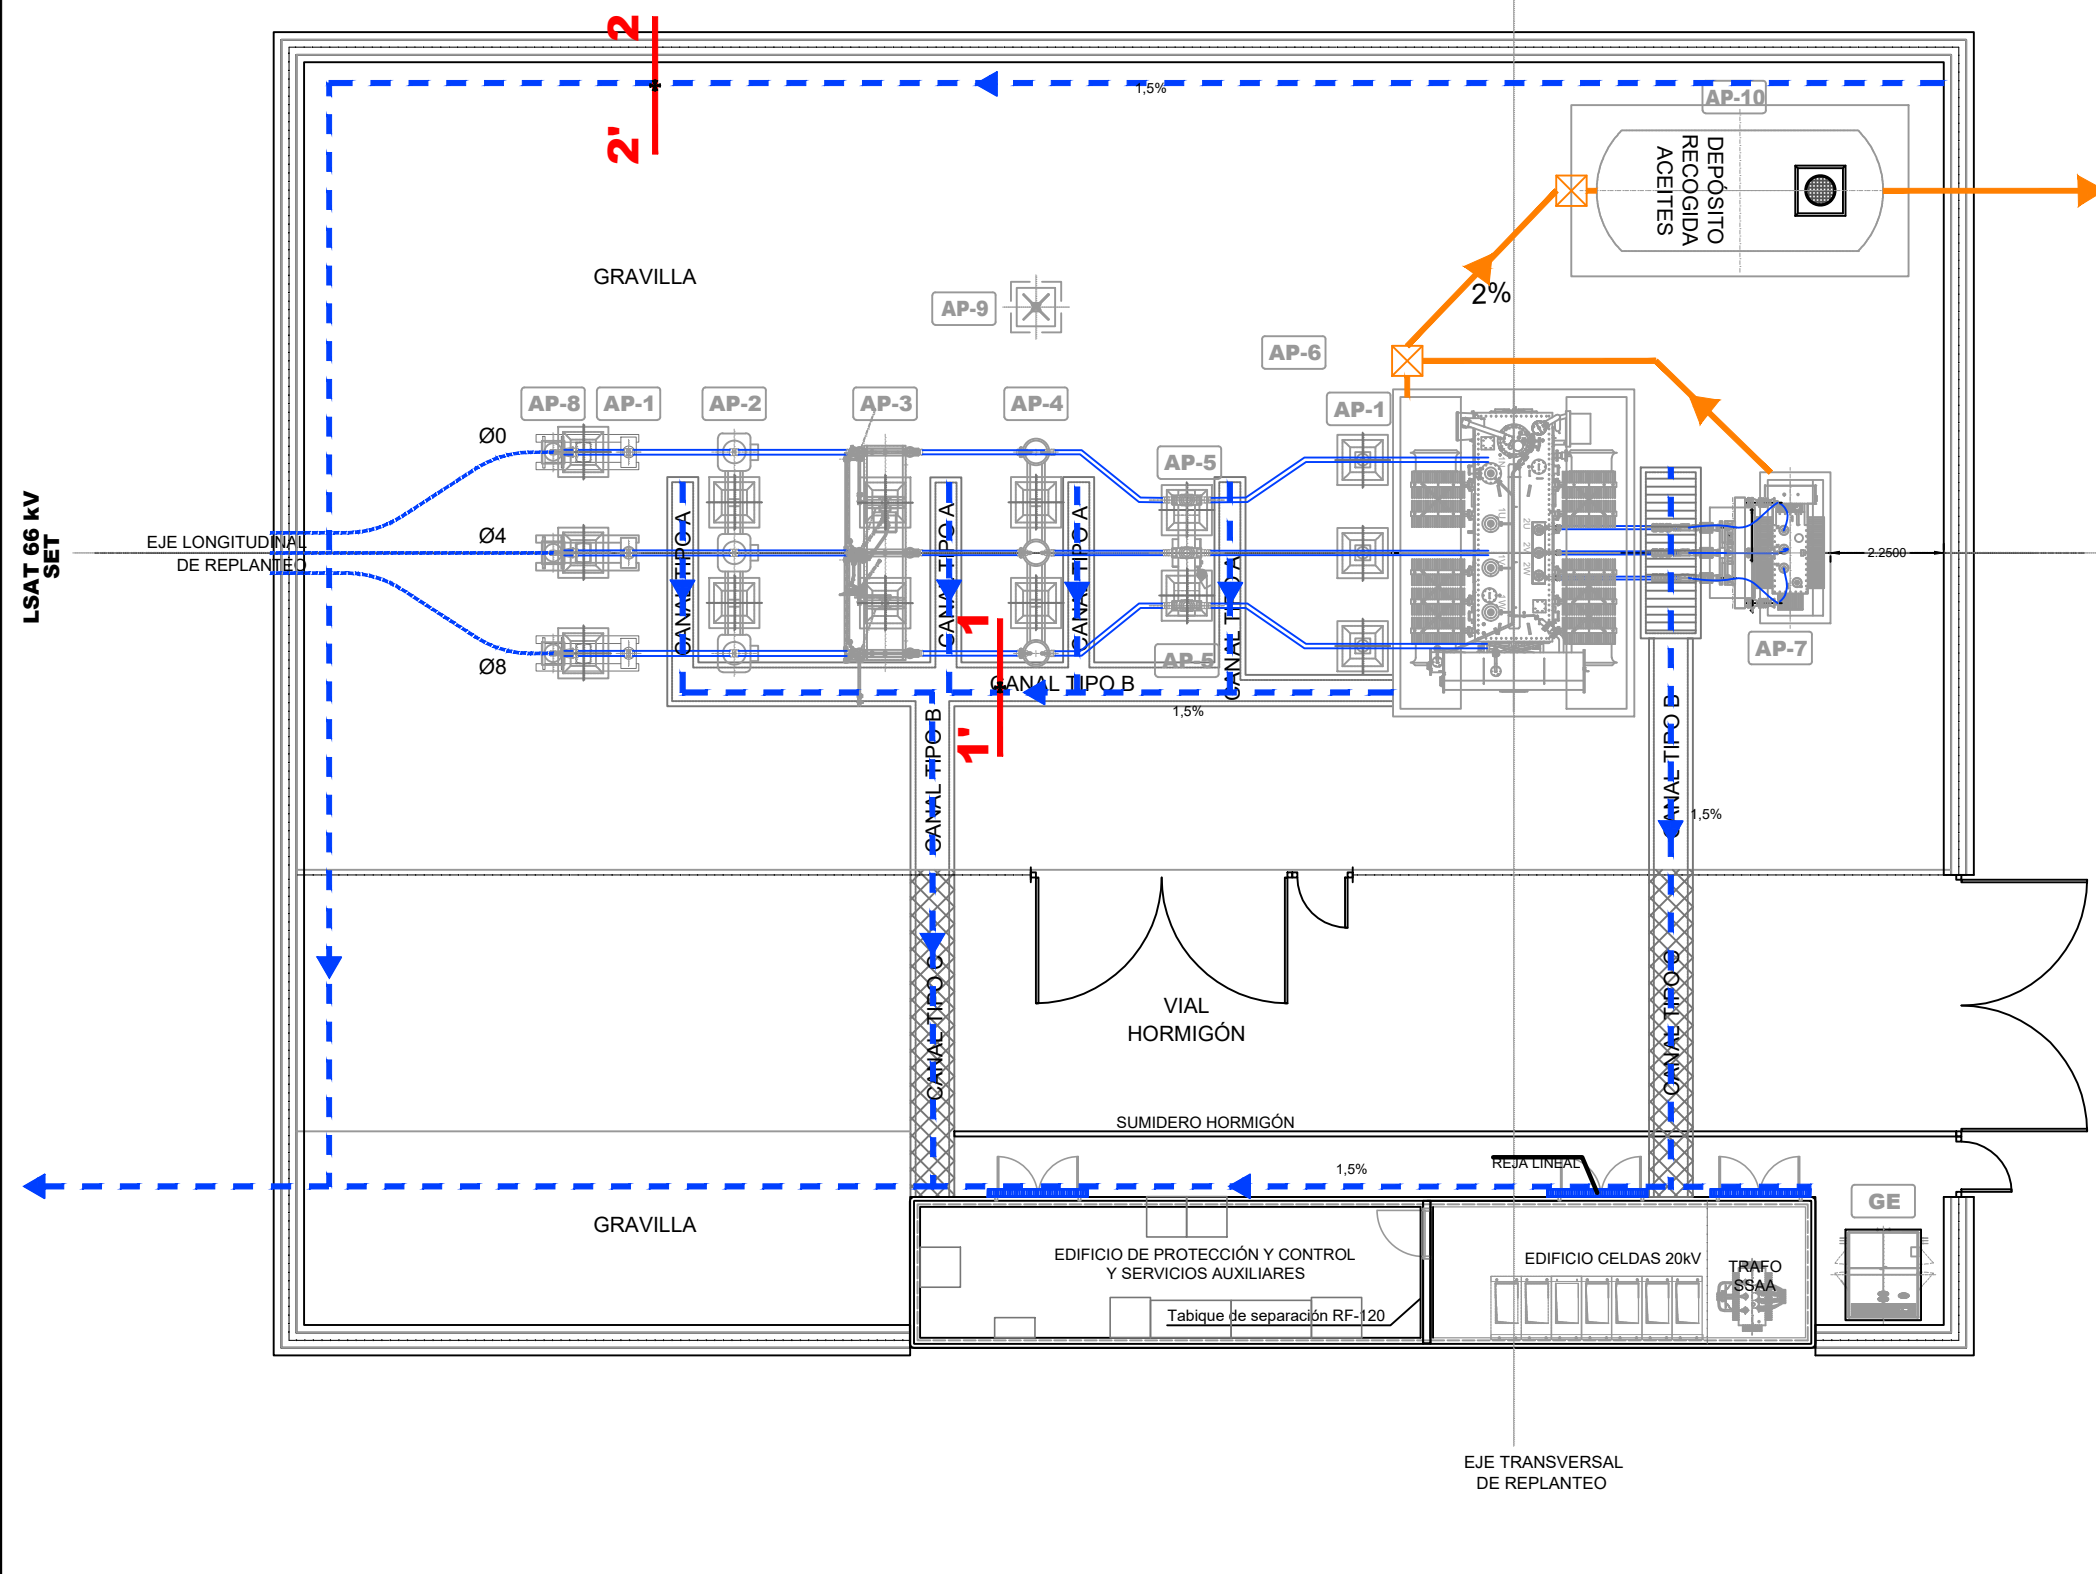 2
2'
1,5%
AP-10
DEPÓSITO
RECOGIDA
ACEITES
GRAVILLA
2%
AP-9
AP-6
AP-8
AP-1
AP-2
AP-3
AP-4
AP-1
Ø0
AP-5
LSAT 66 kV
SET
EJE LONGITUDINAL
DE REPLANTEO
Ø4
CANAL TIPO A
CANAL TIPO A
CANAL TIPO A
CANAL TIPO A
2.2500
1
Ø8
AP-5
AP-7
CANAL TIPO B
1,5%
1'
CANAL TIPO B
CANAL TIPO B
1,5%
CANAL TIPO C
CANAL TIPO C
VIAL
HORMIGÓN
SUMIDERO HORMIGÓN
1,5%
REJA LINEAL
GE
GRAVILLA
EDIFICIO DE PROTECCIÓN Y CONTROL
Y SERVICIOS AUXILIARES
EDIFICIO CELDAS 20kV
TRAFO
SSAA
Tabique de separación RF-120
EJE TRANSVERSAL
DE REPLANTEO